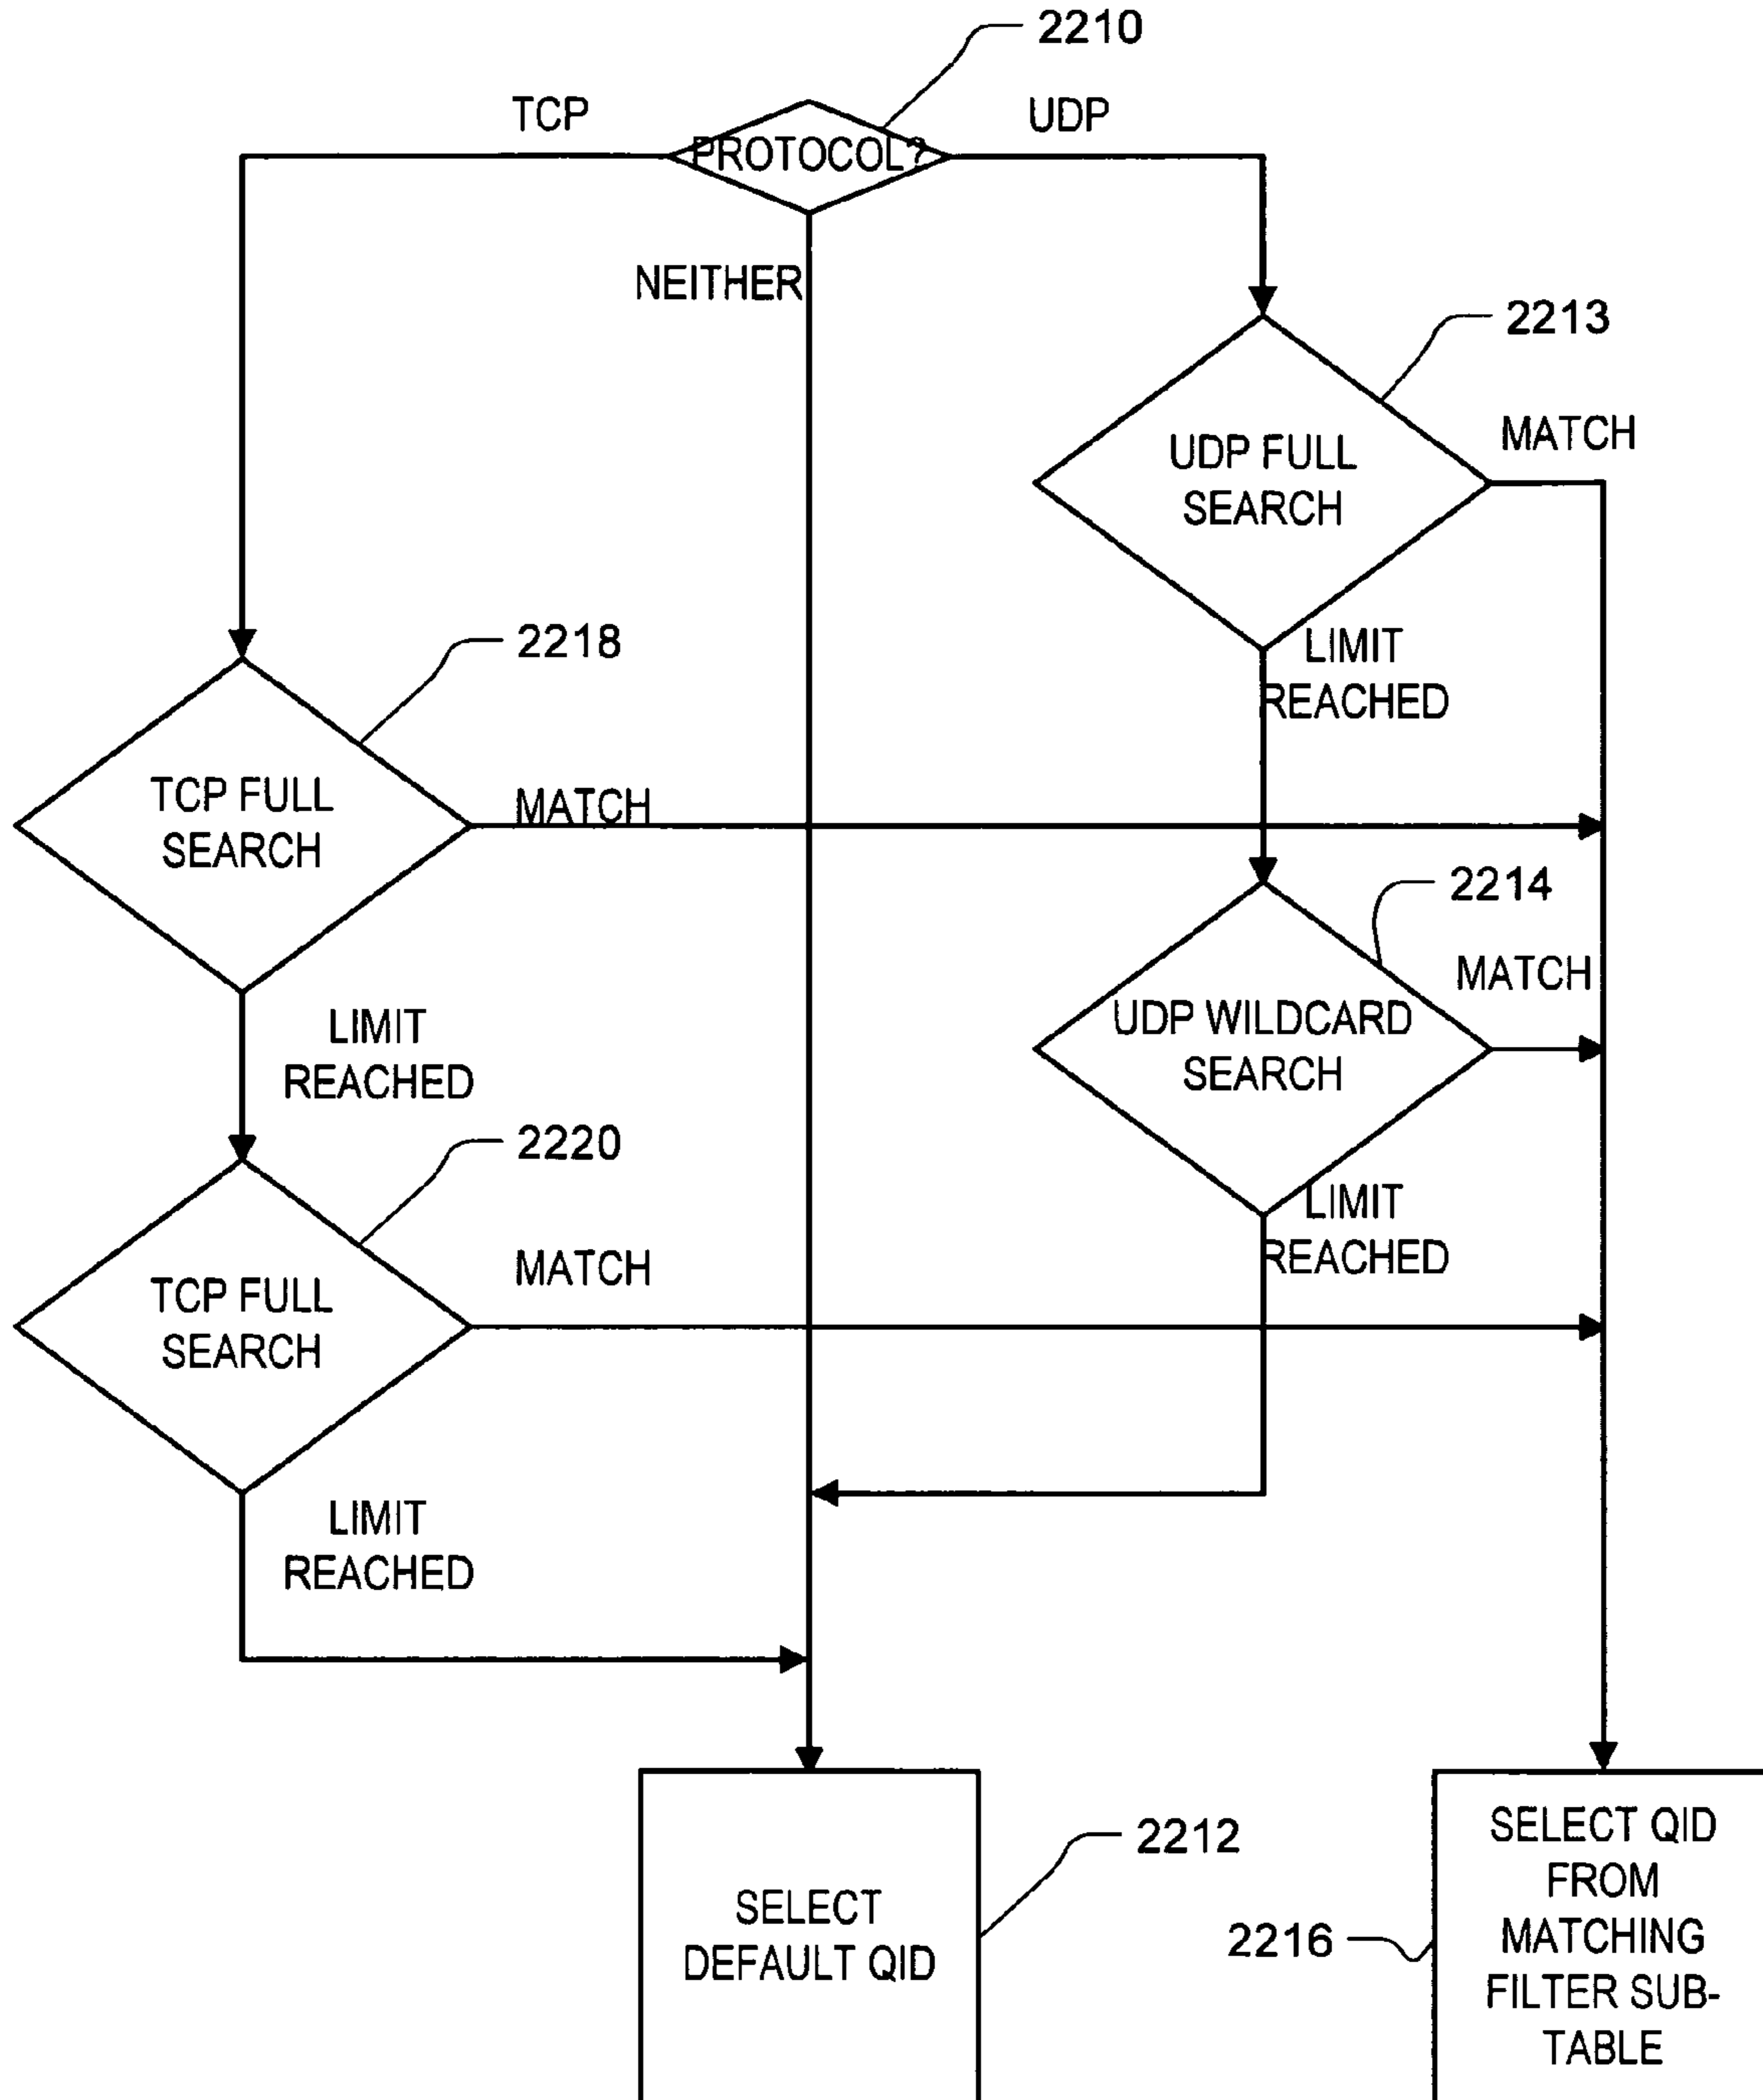 2210
TCP
UDP
PROTOCOL ?
NEITHER
2213
MATCH
UDP FULL
SEARCH
LIMIT
REACHED
2218
TCP FULL
SEARCH
MATCH
2214
MATCH
UDP WILDCARD
SEARCH
LIMIT
REACHED
2220
LIMIT
REACHED
TCP FULL
SEARCH
MATCH
LIMIT
REACHED
2212
SELECT
DEFAULT QID
2216
SELECT QID
FROM
MATCHING
FILTER SUB-
TABLE